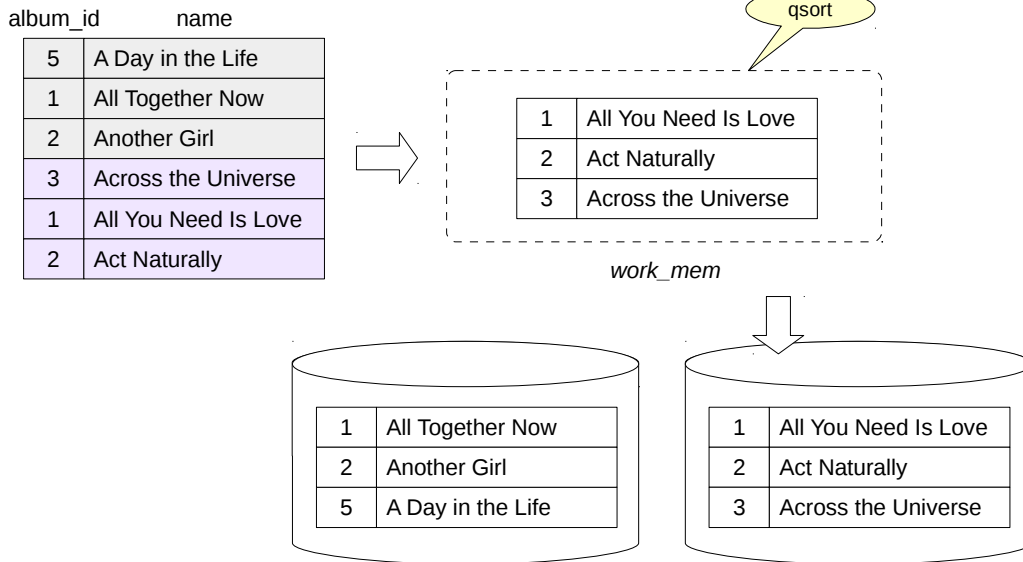 album_id name
5 A Day in the Life
1 All Together Now
2 Another Girl
3 Across the Universe
1 All You Need Is Love
2 Act Naturally
qsort
1 All You Need Is Love
2 Act Naturally
3 Across the Universe
work_mem
1 All Together Now
2 Another Girl
5 A Day in the Life
1 All You Need Is Love
2 Act Naturally
3 Across the Universe